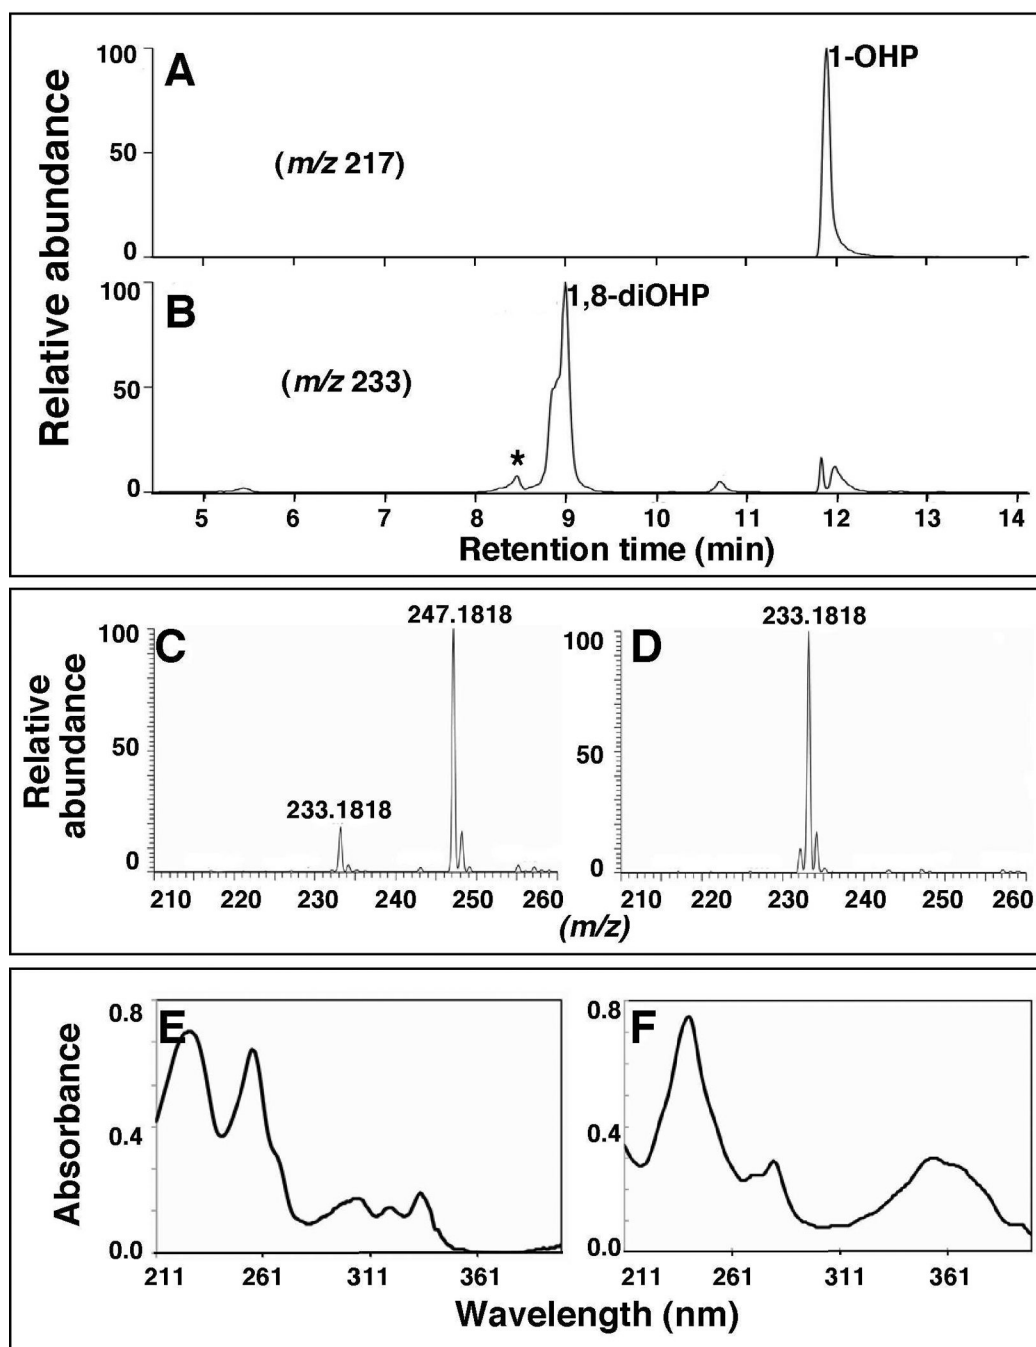 A
1-OHP
100
50
0
(m/z 217)
Relative abundance
B
1,8-diOHP
100
50
0
(m/z 233)
*
5 6 7 8 9 10 11 12 13 14
Retention time (min)
C
247.1818
233.1818
100
50
0
Relative
abundance
210 220 230 240 250 260
D
233.1818
100
50
0
210 220 230 240 250 260
(m/z)
E
0.8
0.4
0.0
Absorbance
211 261 311 361
F
0.8
0.4
0.0
211 261 311 361
Wavelength (nm)